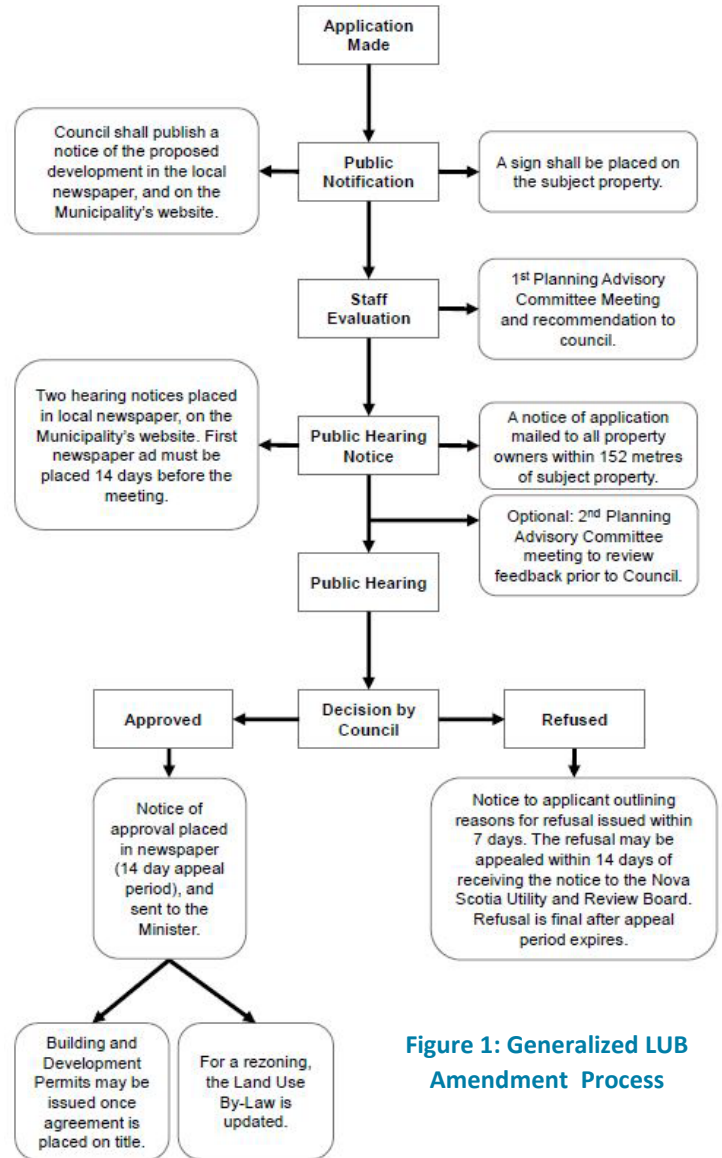 Application
Made
Council shall publish a
notice of the proposed
development in the local
newspaper, and on the
Municipality's website.
Public
Notification
A sign shall be placed on
the subject property.
Staff
Evaluation
1st Planning Advisory
Committee Meeting
and recommendation to
council.
Two hearing notices placed
in local newspaper, on the
Municipality's website. First
newspaper ad must be
placed 14 days before the
meeting.
Public Hearing
Notice
A notice of application
mailed to all property
owners within 152 metres
of subject property.
Optional: 2nd Planning
Advisory Committee
meeting to review
feedback prior to Council.
Public Hearing
Approved
Decision by
Council
Refused
Notice of
approval placed
in newspaper
(14 day appeal
period), and
sent to the
Minister.
Notice to applicant outlining
reasons for refusal issued within
7 days. The refusal may be
appealed within 14 days of
receiving the notice to the Nova
Scotia Utility and Review Board.
Refusal is final after appeal
period expires.
Building and
Development
Permits may be
issued once
agreement is
placed on title.
For a rezoning,
the Land Use
By-Law is
updated.
Figure 1: Generalized LUB
Amendment Process